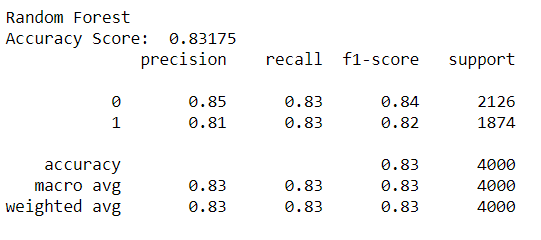 Random Forest
Accuracy Score:  0.83175
              precision    recall  f1-score   support

           0       0.85      0.83      0.84      2126
           1       0.81      0.83      0.82      1874

    accuracy                           0.83      4000
   macro avg       0.83      0.83      0.83      4000
weighted avg       0.83      0.83      0.83      4000